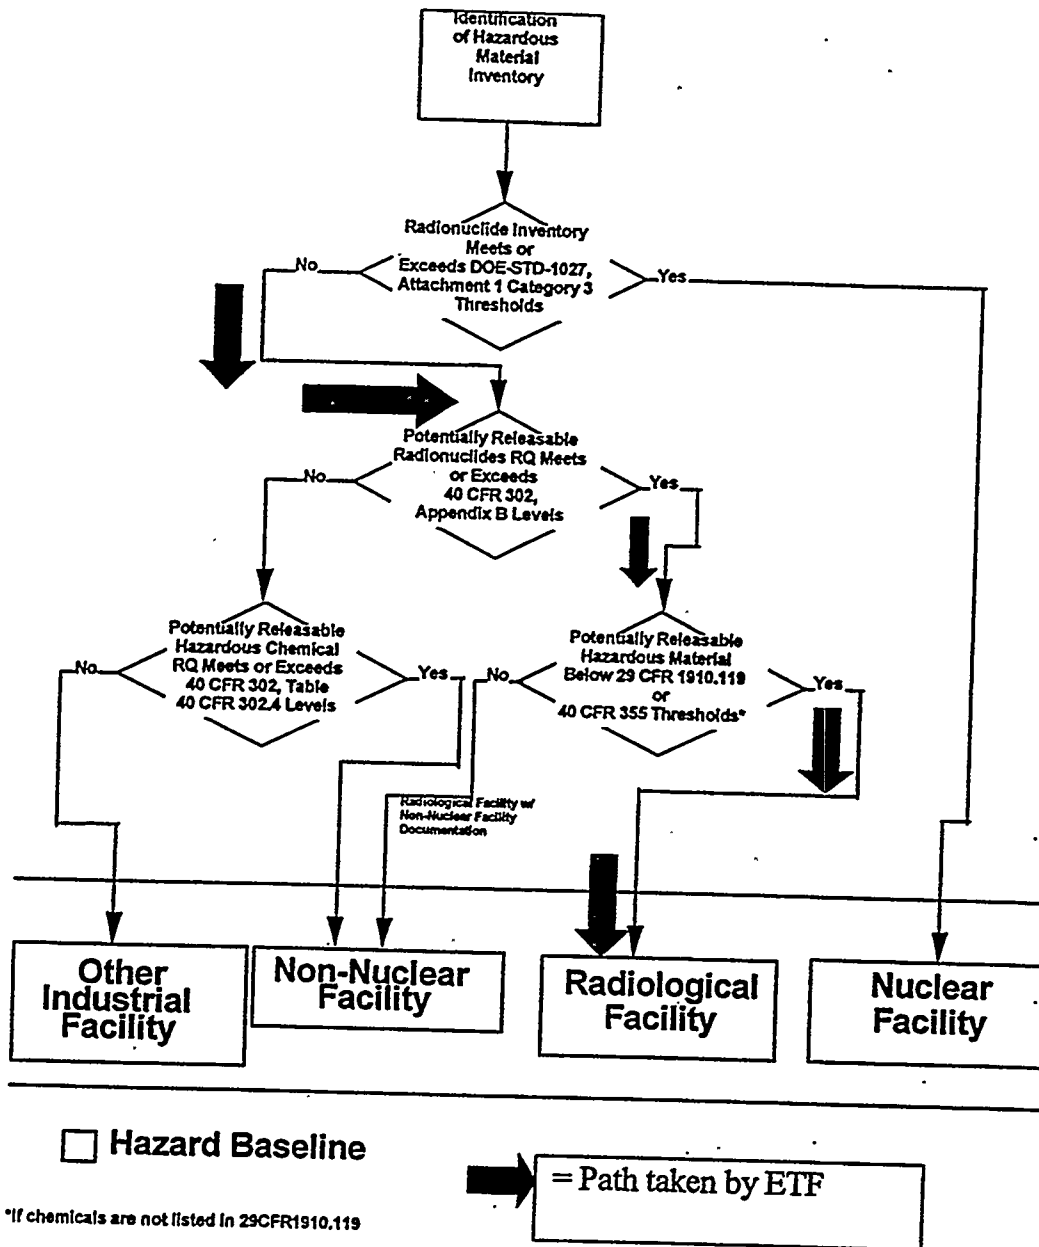 Identification
of Hazardous
Material
Inventory
Radionuclide Inventory
Meets or
Exceeds DOE-STD-1027,
Attachment 1 Category 3
Thresholds
No
Yes
Potentially Releasable
Radionuclides RQ Meets
or Exceeds
40 CFR 302,
Appendix B Levels
No
Yes
Potentially Releasable
Hazardous Chemical
RQ Meets or Exceeds
40 CFR 302, Table
40 CFR 302.4 Levels
No
Yes
Potentially Releasable
Hazardous Material
Below 29 CFR 1910.119
or
40 CFR 355 Thresholds*
No
Yes
Radiological Facility w/
Non-Nuclear Facility
Documentation
Other
Industrial
Facility
Non-Nuclear
Facility
Radiological
Facility
Nuclear
Facility
Hazard Baseline
= Path taken by ETF
*If chemicals are not listed in 29CFR1910.119